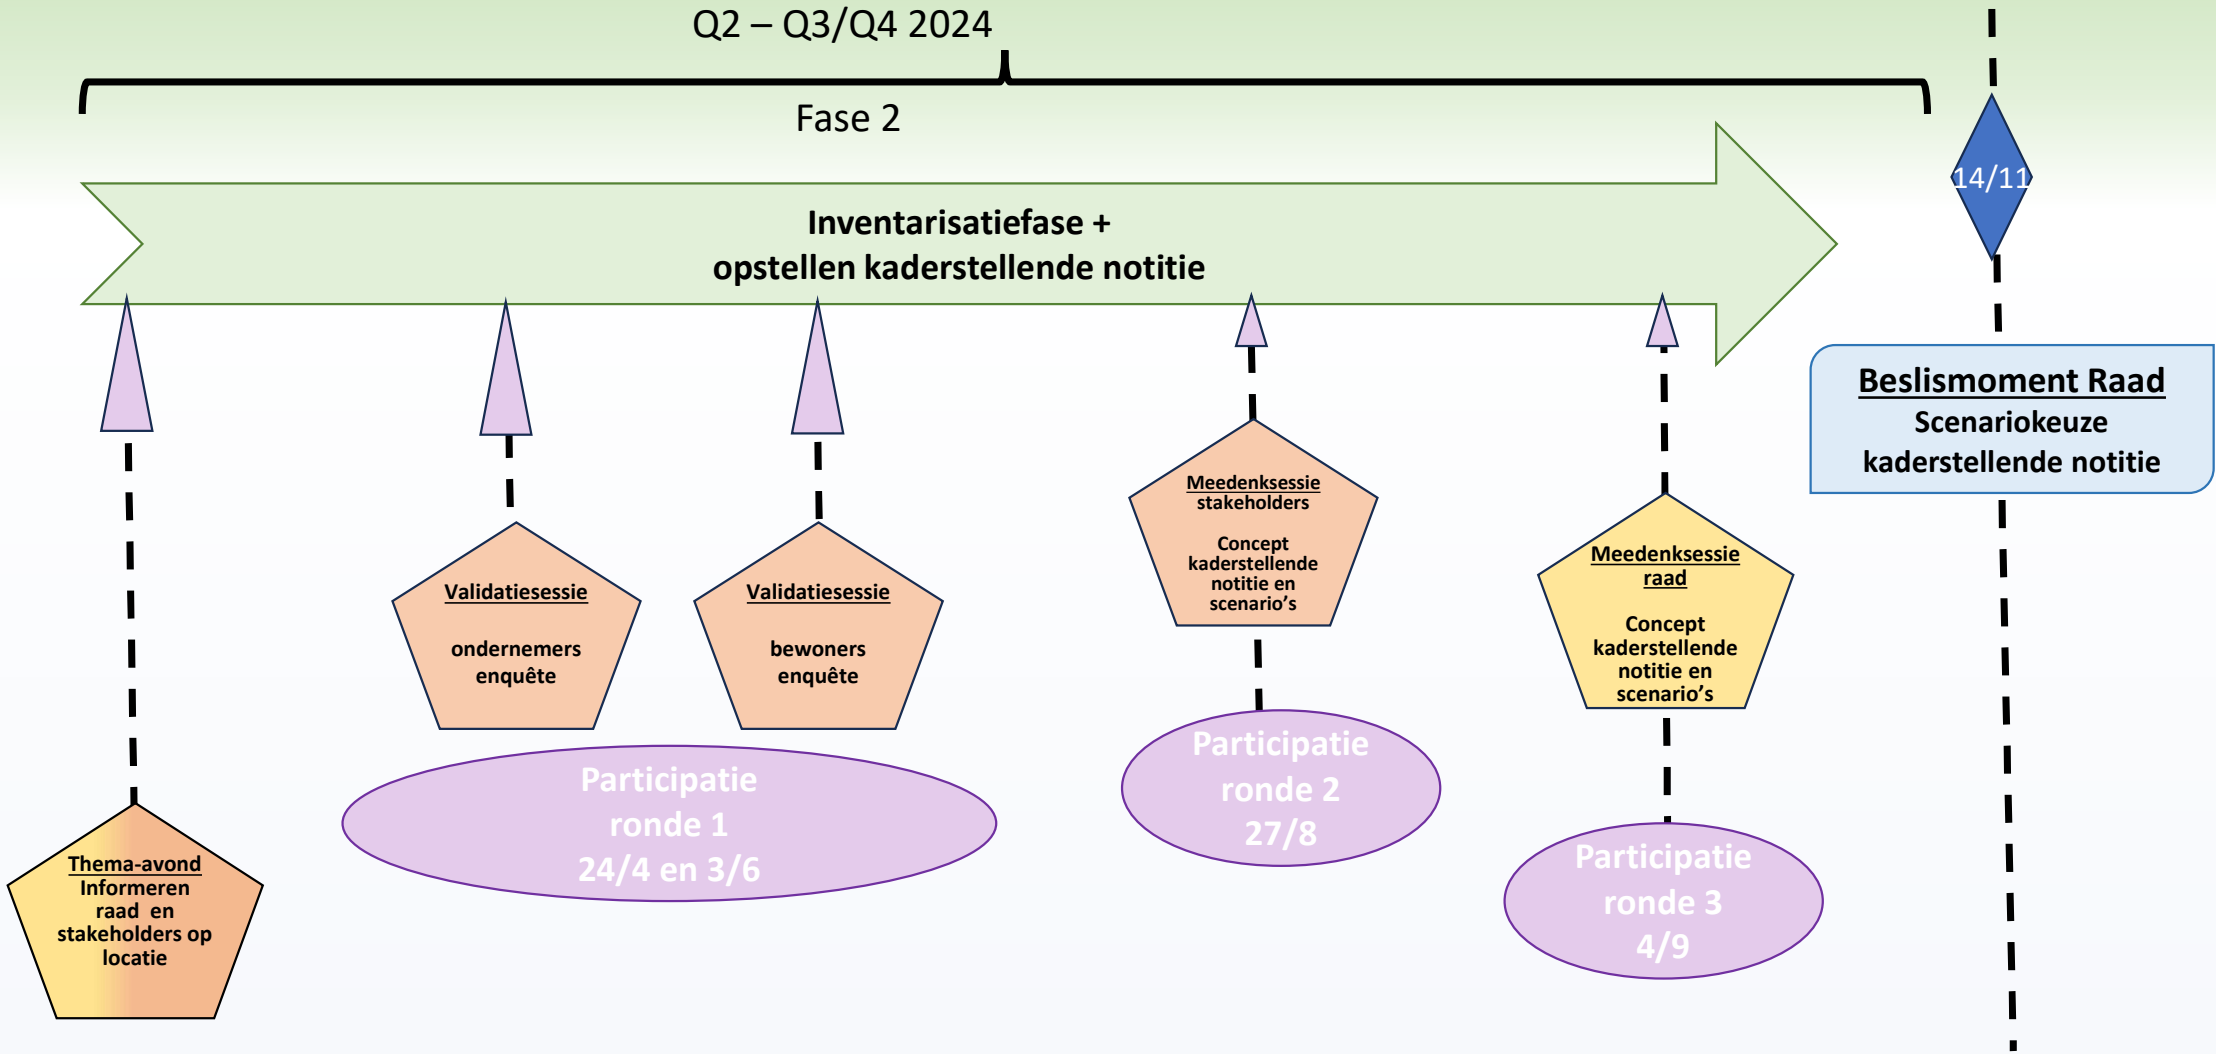 Q2 – Q3/Q4 2024
Fase 2
14/11
Inventarisatiefase +
opstellen kaderstellende notitie
Beslismoment Raad
Scenariokeuze
kaderstellende notitie
Meedenksessie
stakeholders
Concept
kaderstellende
notitie en
scenario's
Meedenksessie
raad
Concept
kaderstellende
notitie en
scenario's
Validatiesessie
ondernemers
enquête
Validatiesessie
bewoners
enquête
Participatie
ronde 1
24/4 en 3/6
Participatie
ronde 2
27/8
Participatie
ronde 3
4/9
Thema-avond
Informeren
raad en
stakeholders op
locatie